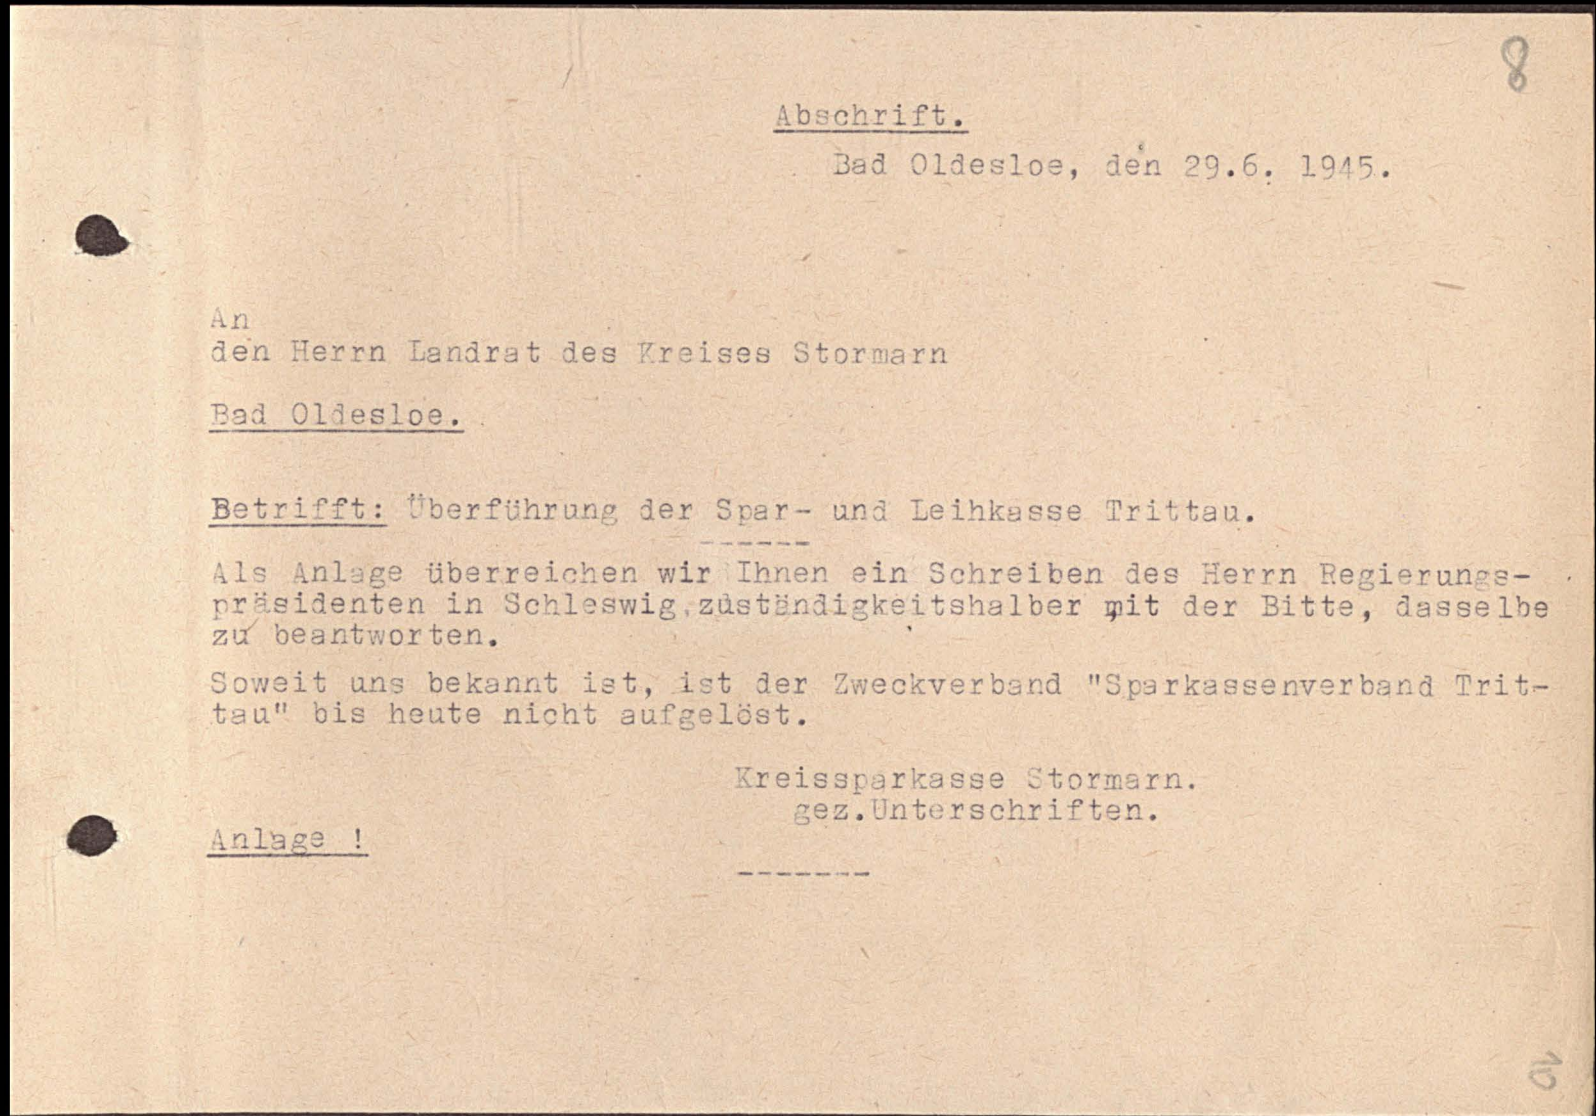 8
Abschrift.
Bad Oldesloe, den 29.6. 1945.
An
den Herrn Landrat des Kreises Stormarn
Bad Oldesloe.
Betrifft: Überführung der Spar- und Leihkasse Trittau.
------
Als Anlage überreichen wir Ihnen ein Schreiben des Herrn Regierungs-
präsidenten in Schleswig,zuständigkeitshalber mit der Bitte, dasselbe
zu beantworten.
Soweit uns bekannt ist, ist der Zweckverband "Sparkassenverband Trit-
tau" bis heute nicht aufgelöst.
Kreissparkasse Stormarn.
gez.Unterschriften.
Anlage !
-------